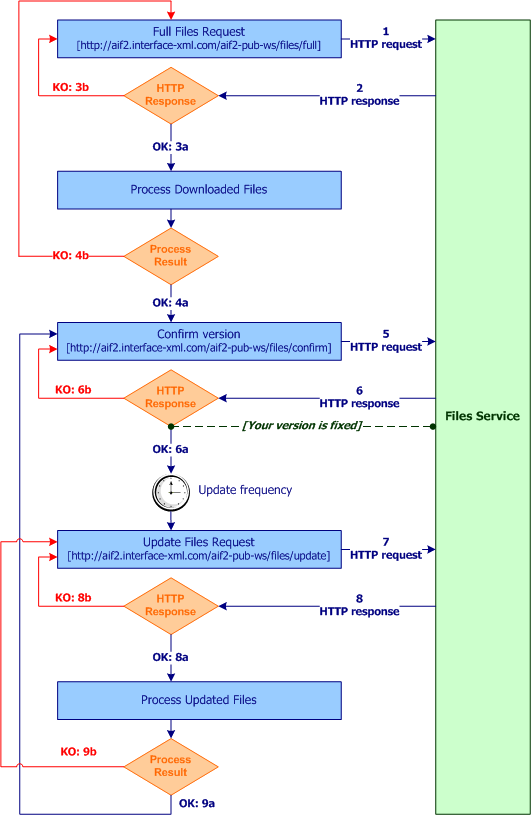 Full Files Request
[http://aif2.interface-xml.com/aif2-pub-ws/files/full]
1
HTTP request
KO: 3b
HTTP
Response
2
HTTP response
OK: 3a
Process Downloaded Files
Process
Result
KO: 4b
OK: 4a
Confirm version
[http://aif2.interface-xml.com/aif2-pub-ws/files/confirm]
5
HTTP request
KO: 6b
HTTP
Response
6
HTTP response
Files Service
[Your version is fixed]
OK: 6a
Update frequency
Update Files Request
[http://aif2.interface-xml.com/aif2-pub-ws/files/update]
7
HTTP request
KO: 8b
HTTP
Response
8
HTTP response
OK: 8a
Process Updated Files
KO: 9b
Process
Result
OK: 9a